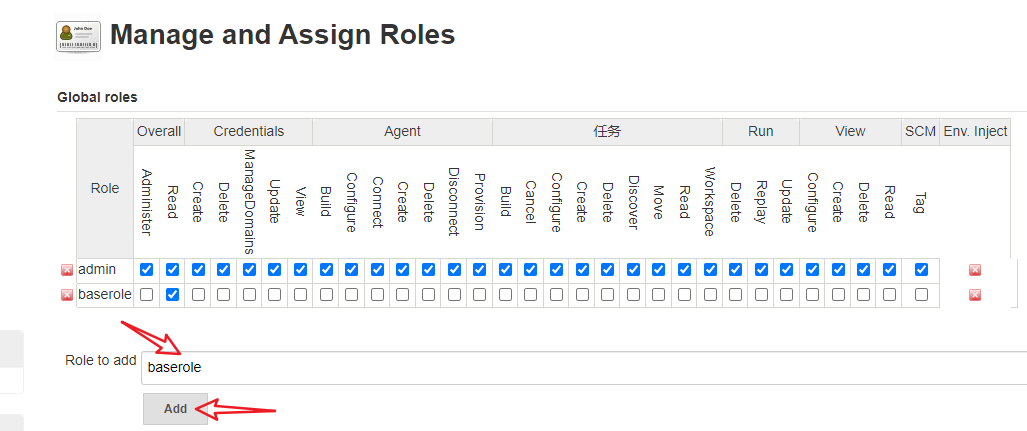 John Doe
Manage and Assign Roles
Global roles
Role Overall Credentials Agent 任务 Run View SCM Env. Inject
Administer Read Create Delete ManageDomains Update View Build Configure Connect Create Delete Disconnect Provision Build Cancel Configure Create Delete Discover Move Read Workspace Delete Replay Update Configure Create Delete Read Tag
admin
baserole
Role to add baserole
Add